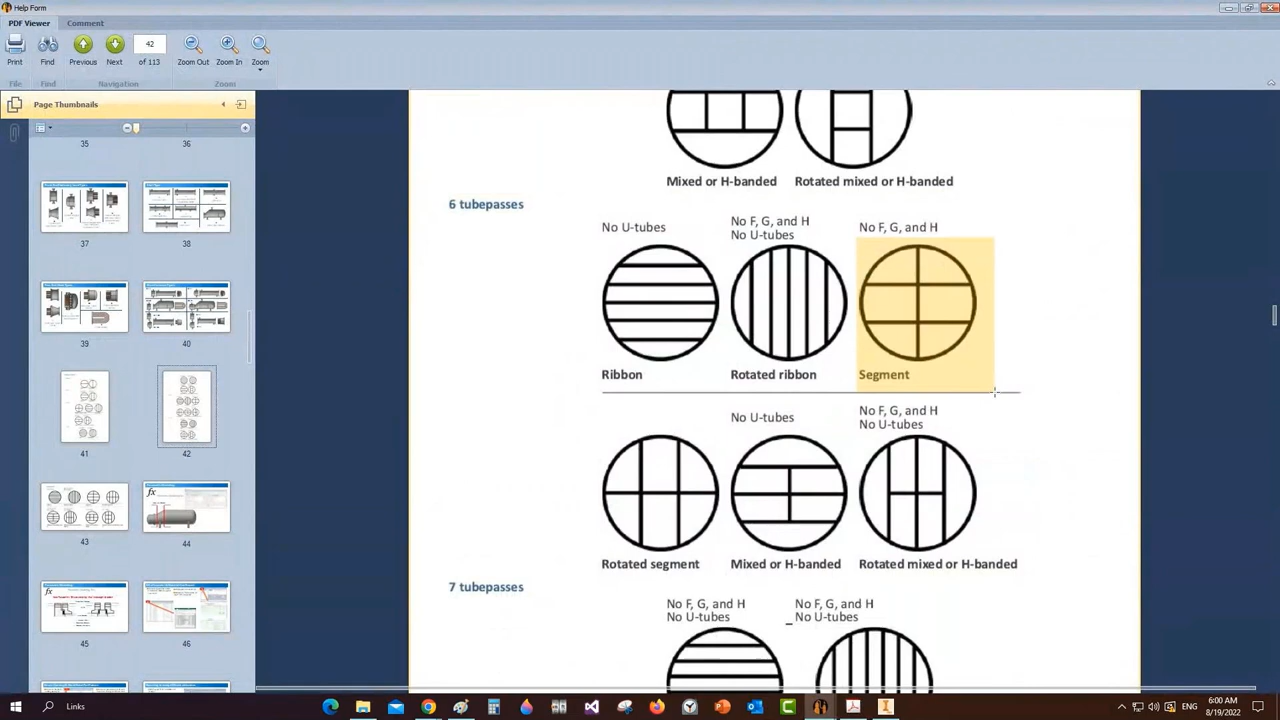 Help Form
PDF Viewer
Comment
42
Print
Find
Previous
Next
of 113
Zoom Out
Zoom In
Zoom
File
Find
Navigation
Zoom
Page Thumbnails
35
36
37
38
39
40
41
42
43
44
45
46
Mixed or H-banded
Rotated mixed or H-banded
6 tubepasses
No U-tubes
No F, G, and H
No U-tubes
No F, G, and H
Ribbon
Rotated ribbon
Segment
No U-tubes
No F, G, and H
No U-tubes
Rotated segment
Mixed or H-banded
Rotated mixed or H-banded
7 tubepasses
No F, G, and H
No U-tubes
No F, G, and H
No U-tubes
Links
ENG
6:00 AM
8/19/2022